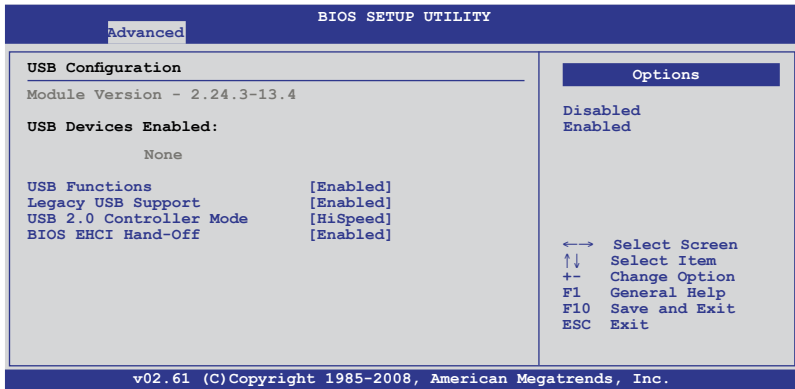 BIOS SETUP UTILITY
Advanced
USB Configuration
Module Version - 2.24.3-13.4
USB Devices Enabled:
None
USB Functions [Enabled]
Legacy USB Support [Enabled]
USB 2.0 Controller Mode [HiSpeed]
BIOS EHCI Hand-Off [Enabled]
Options
Disabled
Enabled
←→ Select Screen
↑↓ Select Item
+- Change Option
F1 General Help
F10 Save and Exit
ESC Exit
v02.61 (C)Copyright 1985-2008, American Megatrends, Inc.